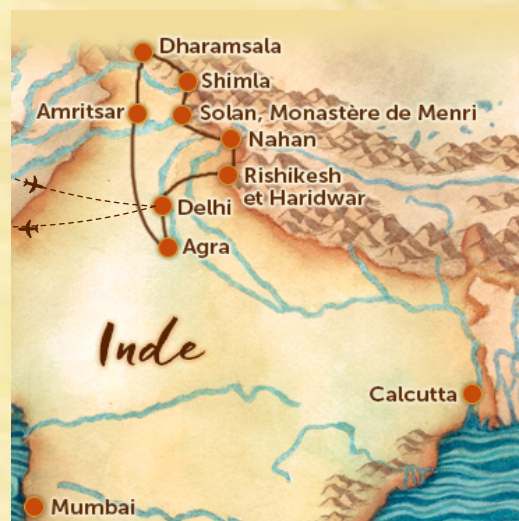 Dharamsala
Shimla
Amritsar
Solan, Monastère de Menri
Nahan
Rishikesh
et Haridwar
Delhi
Agra
Inde
Calcutta
Mumbai